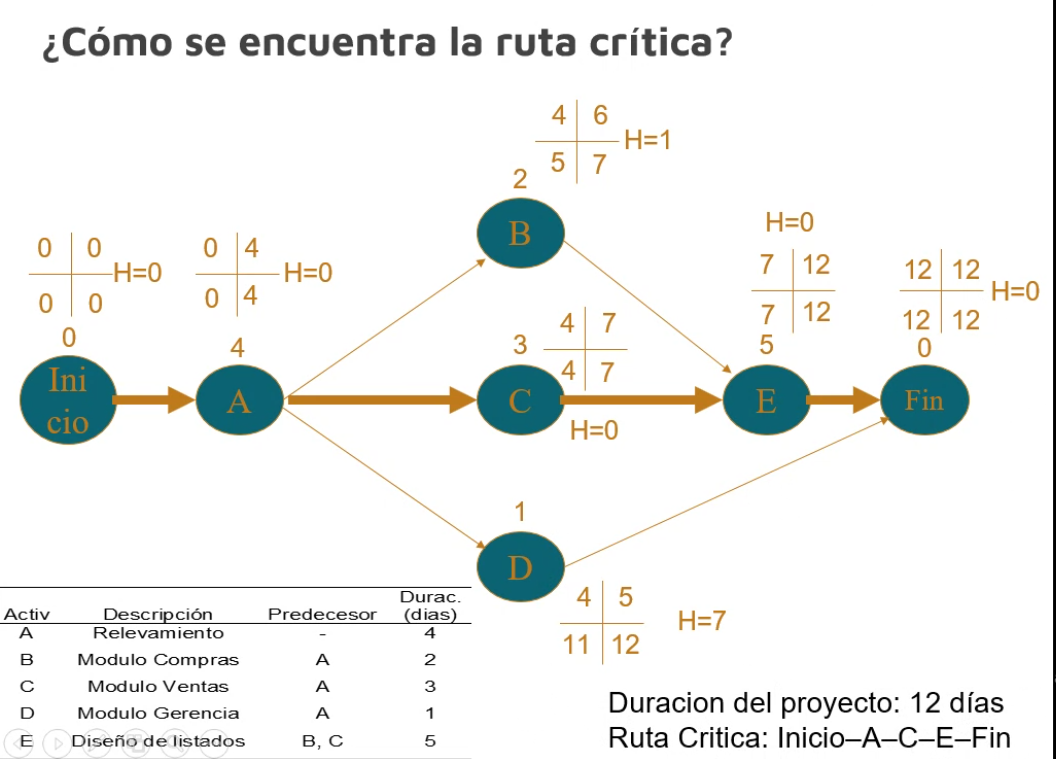 ¿Cómo se encuentra la ruta crítica?
4 6
H=1
5 7
2
B
H=0
0 0
H=0
0 0
0
0 4
H=0
0 4
4
7 12
7 12
5
12 12
H=0
12 12
0
4 7
3
4 7
Ini
cio
A
C
E
Fin
H=0
1
D
4 5
H=7
11 12
Activ Descripción Predecesor Durac. (dias)
A Relevamiento - 4
B Modulo Compras A 2
C Modulo Ventas A 3
D Modulo Gerencia A 1
E Diseño de listados B, C 5
Duracion del proyecto: 12 días
Ruta Critica: Inicio–A–C–E–Fin